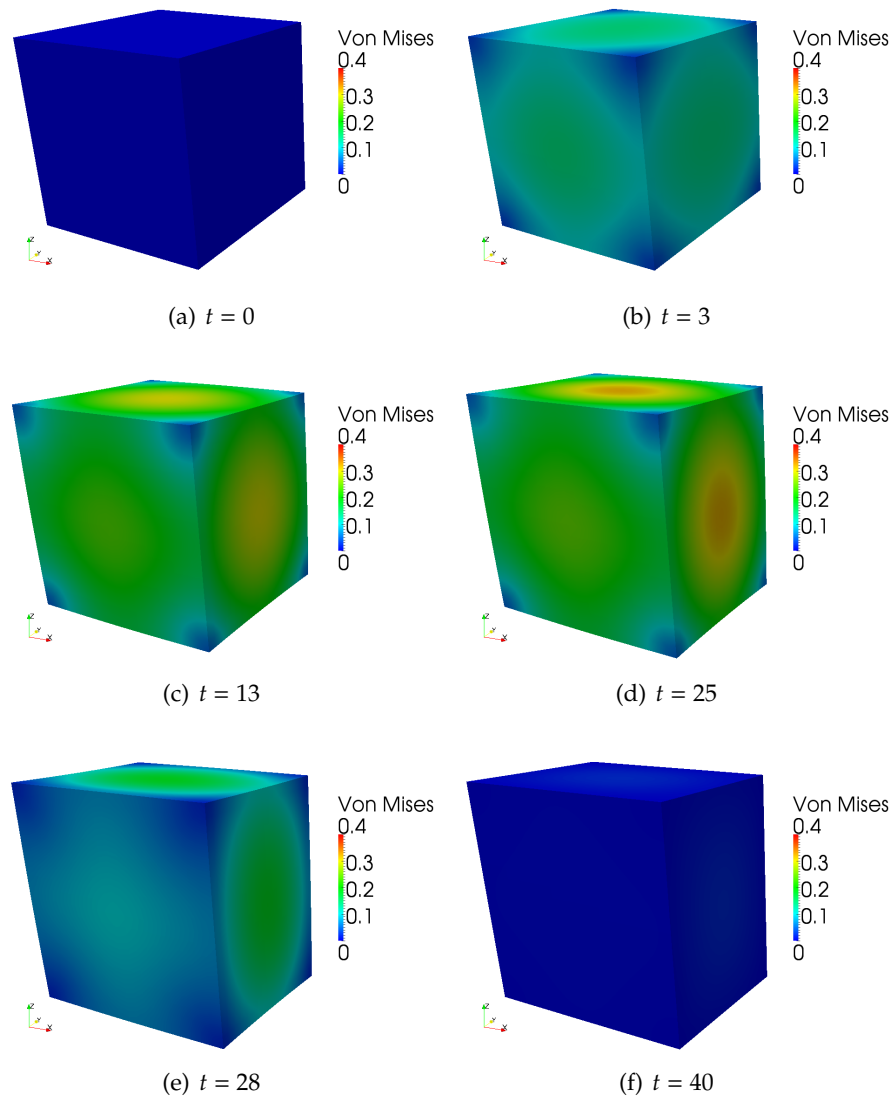 Von Mises
0.4
0.3
0.2
0.1
0
Z
Y
X
(a) t = 0
Von Mises
0.4
0.3
0.2
0.1
0
Z
Y
X
(b) t = 3
Von Mises
0.4
0.3
0.2
0.1
0
Z
Y
X
(c) t = 13
Von Mises
0.4
0.3
0.2
0.1
0
Z
Y
X
(d) t = 25
Von Mises
0.4
0.3
0.2
0.1
0
Z
Y
X
(e) t = 28
Von Mises
0.4
0.3
0.2
0.1
0
Z
Y
X
(f) t = 40